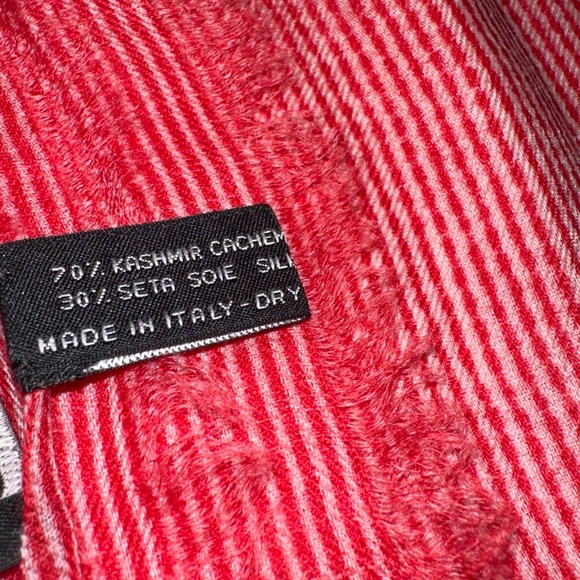 70% KASHMIR CACHEM
30% SETA SOIE SIL
MADE IN ITALY-DRY